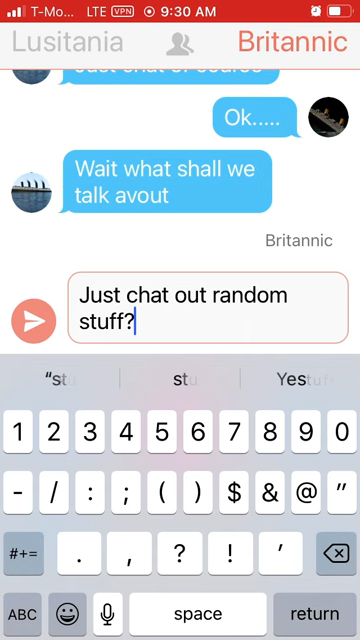 T-Mo... LTE VPN 9:30 AM
Lusitania Britannic
Just chat of course
Ok.....
Wait what shall we
talk avout
Britannic
Just chat out random
stuff?
“stu stu Yestuff
1 2 3 4 5 6 7 8 9 0
- / : ; ( ) $ & @ "
#+= . , ? ! ’
ABC space return